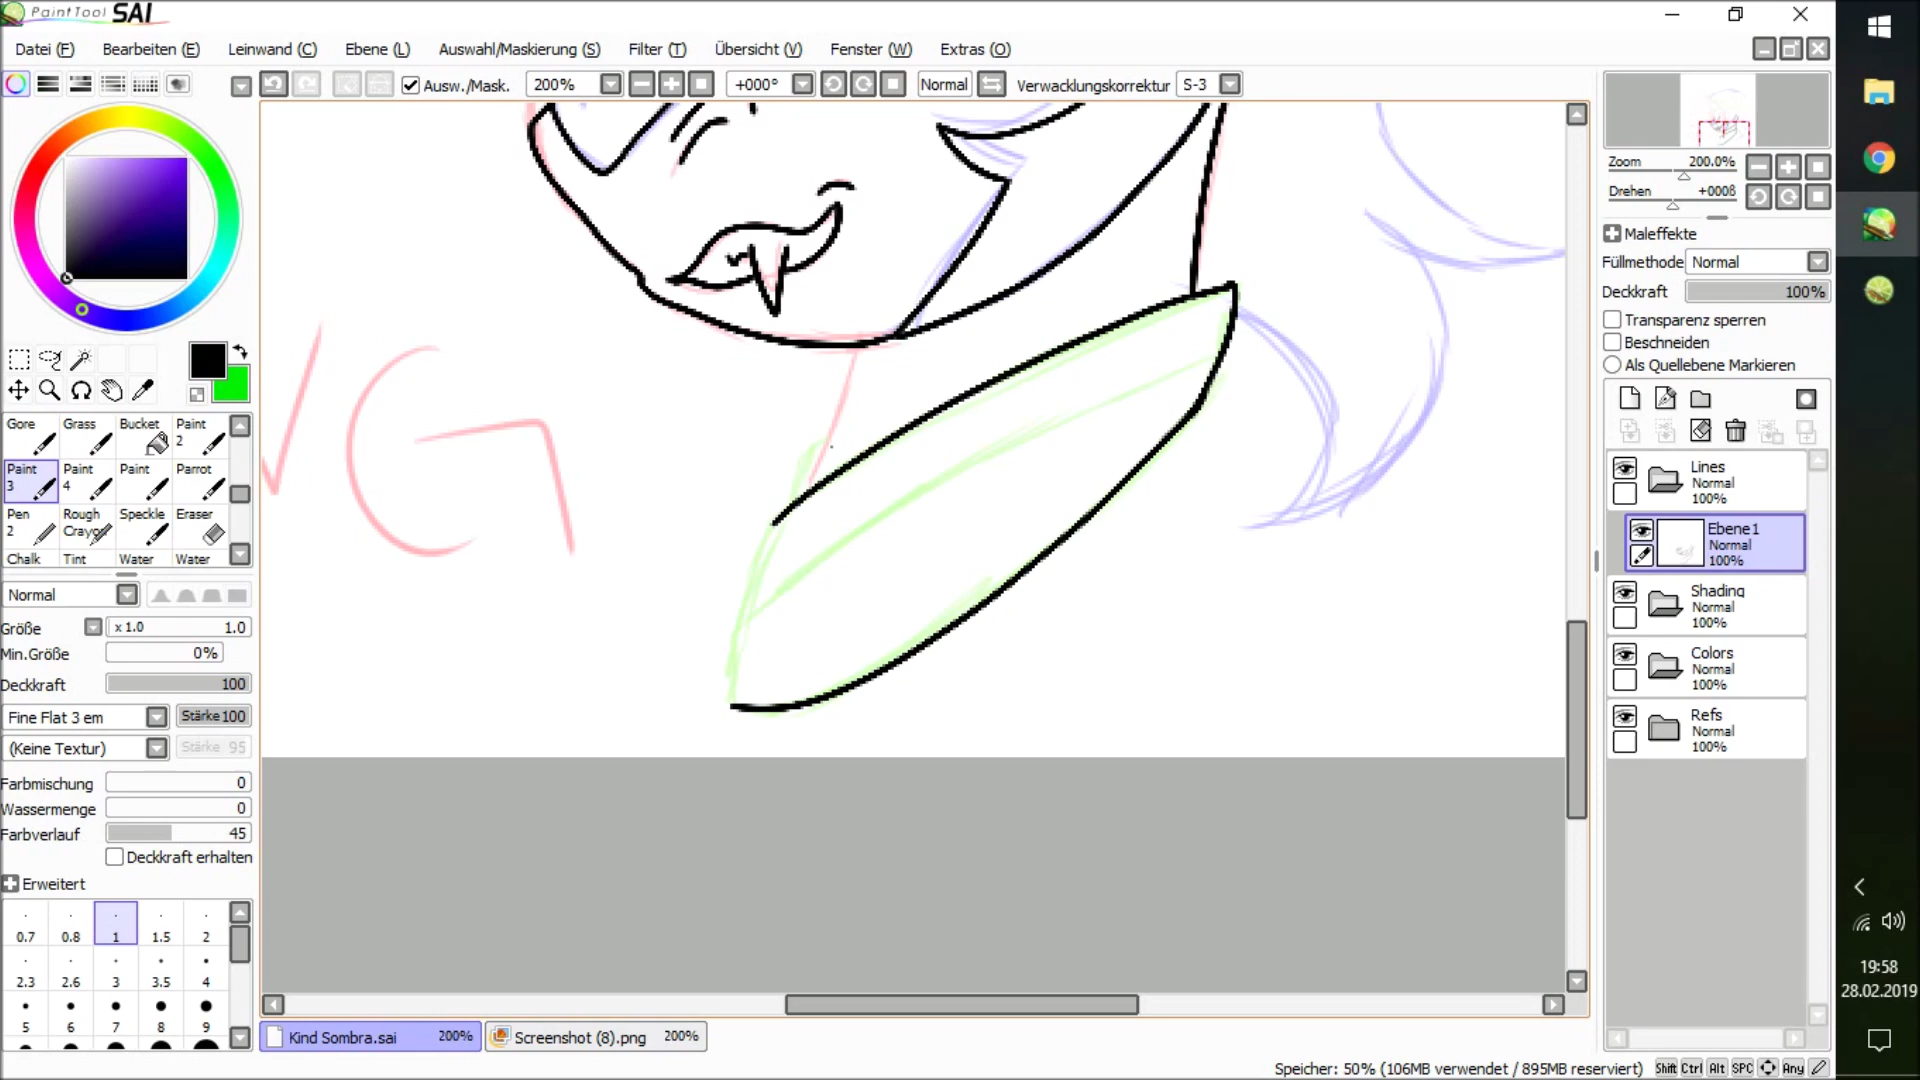 PaintTool SAI
Datei (F) Bearbeiten (E) Leinwand (C) Ebene (L) Auswahl/Maskierung (S) Filter (T) Übersicht (V) Fenster (W) Extras (O)
Ausw./Mask. 200% +000° Normal Verwacklungskorrektur S-3
Zoom 200.0%
Drehen +000ß
Maleffekte
Füllmethode Normal
Deckkraft 100%
Transparenz sperren
Beschneiden
Als Quellebene Markieren
Gore Grass Bucket Paint 2
Paint 3 Paint 4 Paint Parrot
Pen 2 Rough Crayon Speckle Eraser
Chalk Tint Water Water
Normal
Größe x 1.0 1.0
Min.Größe 0%
Deckkraft 100
Fine Flat 3 em Stärke 100
(Keine Textur) Stärke 95
Farbmischung 0
Wassermenge 0
Farbverlauf 45
Deckkraft erhalten
Erweitert
0.7 0.8 1 1.5 2
2.3 2.6 3 3.5 4
5 6 7 8 9
G
Lines
Normal
100%
Ebene1
Normal
100%
Shading
Normal
100%
Colors
Normal
100%
Refs
Normal
100%
Kind Sombra.sai 200% Screenshot (8).png 200%
Speicher: 50% (106MB verwendet / 895MB reserviert) Shift Ctrl Alt SPC Any
19:58
28.02.2019